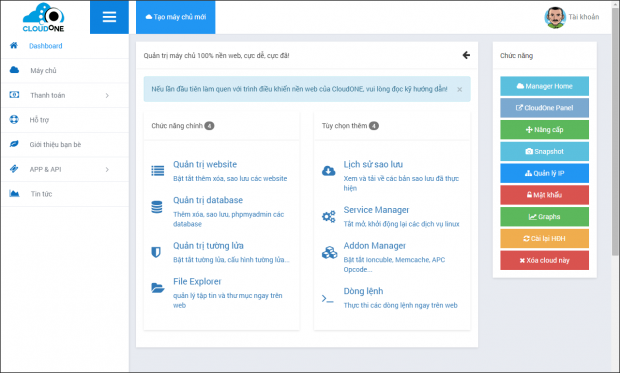 CLOUDONE
Tạo máy chủ mới
Tài khoản
Dashboard
Máy chủ
Thanh toán
Hỗ trợ
Giới thiệu bạn bè
APP & API
Tin tức
Quản trị máy chủ 100% nền web, cực dễ, cực đã!
Nếu lần đầu tiên làm quen với trình điều khiển nền web của CloudONE, vui lòng đọc kỹ hướng dẫn!
×
Chức năng chính 4
Quản trị website
Bật tắt thêm xóa, sao lưu các website
Quản trị database
Thêm xóa, sao lưu, phpmyadmin các
database
Quản trị tường lửa
Bật tắt tường lửa, cấu hình tường lửa...
File Explorer
quản lý tập tin và thư mục ngay trên
web
Tùy chọn thêm 4
Lịch sử sao lưu
Xem và tải về các bản sao lưu đã thực
hiện
Service Manager
Tắt mở, khởi động lại các dịch vụ linux
Addon Manager
Bật tắt Ioncuble, Memcache, APC
Opcode...
Dòng lệnh
Thực thi các dòng lệnh ngay trên web
Chức năng
Manager Home
CloudOne Panel
Nâng cấp
Snapshot
Quản lý IP
Mật khẩu
Graphs
Cài lại HĐH
Xóa cloud này